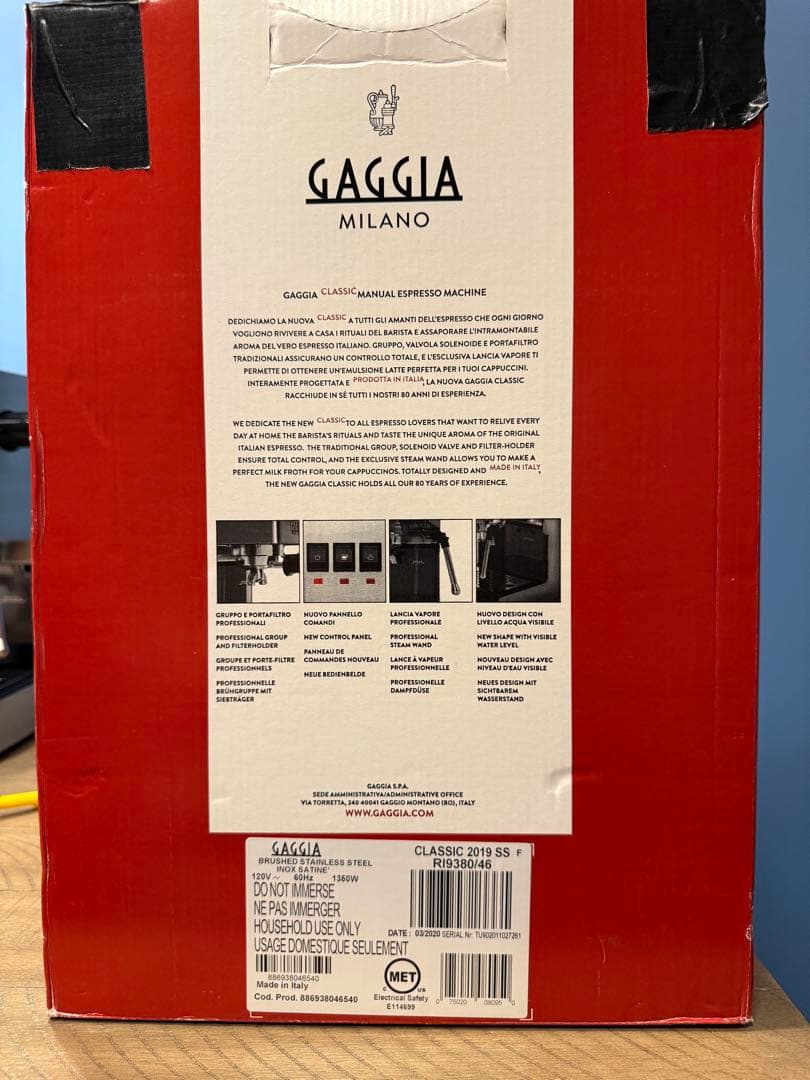 GAGGIA
MILANO
GAGGIA CLASSIC MANUAL ESPRESSO MACHINE
DEDICHIAMO LA NUOVA CLASSIC A TUTTI GLI AMANTI DELL'ESPRESSO CHE OGNI GIORNO
VOGLIONO RIVIVERE A CASA I RITUALI DEL BARISTA E ASSAPORARE L'INTRAMONTABILE
AROMA DEL VERO ESPRESSO ITALIANO. GRUPPO, VALVOLA SOLENOIDE E PORTAFILTRO
TRADIZIONALI ASSICURANO UN CONTROLLO TOTALE, E L'ESCLUSIVA LANCIA VAPORE TI
PERMETTE DI OTTENERE UN'EMULSIONE LATTE PERFETTA PER I TUOI CAPPUCCINI.
INTERAMENTE PROGETTATA E PRODOTTA IN ITALIA, LA NUOVA GAGGIA CLASSIC
RACCHIUDE IN SÉ TUTTI I NOSTRI 80 ANNI DI ESPERIENZA.
WE DEDICATE THE NEW CLASSIC TO ALL ESPRESSO LOVERS THAT WANT TO RELIVE EVERY
DAY AT HOME THE BARISTA'S RITUALS AND TASTE THE UNIQUE AROMA OF THE ORIGINAL
ITALIAN ESPRESSO. THE TRADITIONAL GROUP, SOLENOID VALVE AND FILTER-HOLDER
ENSURE TOTAL CONTROL, AND THE EXCLUSIVE STEAM WAND ALLOWS YOU TO MAKE A
PERFECT MILK FROTH FOR YOUR CAPPUCCINOS. TOTALLY DESIGNED AND MADE IN ITALY,
THE NEW GAGGIA CLASSIC HOLDS ALL OUR 80 YEARS OF EXPERIENCE.
GRUPPO E PORTAFILTRO
PROFESSIONALI
PROFESSIONAL GROUP
AND FILTERHOLDER
GROUPE ET PORTE-FILTRE
PROFESSIONNELS
PROFESSIONELLE
BRÜHGRUPPE MIT
SIEBTRÄGER
NUOVO PANNELLO
COMANDI
NEW CONTROL PANEL
PANNEAU DE
COMMANDES NOUVEAU
NEUE BEDIENBELDE
LANCIA VAPORE
PROFESSIONALE
PROFESSIONAL
STEAM WAND
LANCE À VAPEUR
PROFESSIONNELLE
PROFESSIONELLE
DAMPFDÜSE
NUOVO DESIGN CON
LIVELLO ACQUA VISIBILE
NEW SHAPE WITH VISIBLE
WATER LEVEL
NOUVEAU DESIGN AVEC
NIVEAU D'EAU VISIBLE
NEUES DESIGN MIT
SICHTBAREM
WASSERSTAND
GAGGIA S.P.A.
SEDE AMMINISTRATIVA/ADMINISTRATIVE OFFICE
VIA TORRETTA, 240 40041 GAGGIO MONTANO (BO), ITALY
WWW.GAGGIA.COM
GAGGIA
BRUSHED STAINLESS STEEL
INOX SATINE'
120V ~ 60Hz 1350W
DO NOT IMMERSE
NE PAS IMMERGER
HOUSEHOLD USE ONLY
USAGE DOMESTIQUE SEULEMENT
886938046540
Made in Italy
Cod. Prod. 886938046540
CLASSIC 2019 SS F
RI9380/46
DATE : 03/2020 SERIAL Nr: TU902011027261
MET
C US
Electrical Safety
E114699
0 75020 08095 0